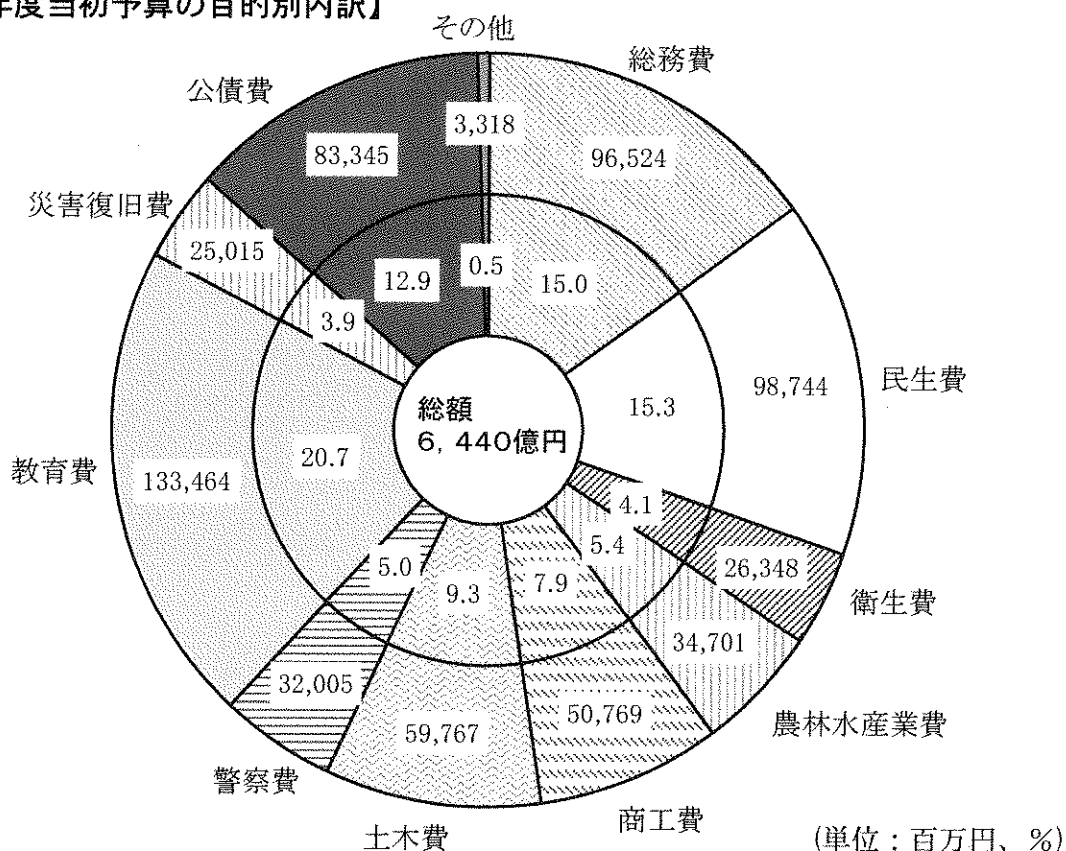 年度当初予算の目的別内訳】
その他
3,318
0.5
総務費
96,524
15.0
民生費
98,744
15.3
衛生費
26,348
4.1
農林水産業費
34,701
5.4
商工費
50,769
7.9
土木費
59,767
9.3
警察費
32,005
5.0
教育費
133,464
20.7
災害復旧費
25,015
3.9
公債費
83,345
12.9
総額
6,440億円
(単位：百万円、%)